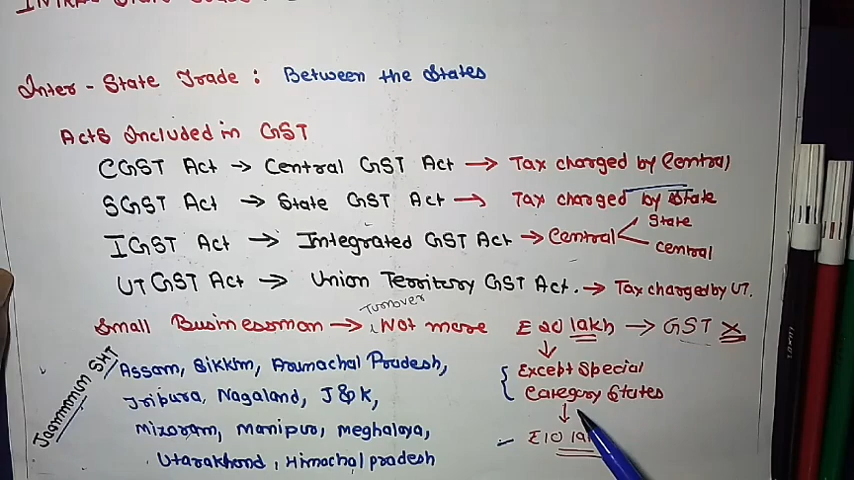 Inter - State Trade : Between the States
Acts Included in GST
CGST Act → Central GST Act → Tax charged by Central
SGST Act → State GST Act → Tax charged by State
IGST Act → Integrated GST Act → Central State Central
UTGST Act → Union Territory GST Act. → Tax charged by UT.
Turnover
Small Businessman → Not more ₹ 20 lakh → GST X
Except Special
Category States
₹10
Assam, Sikkim, Arunachal Pradesh,
Tripura, Nagaland, J&K,
Mizoram, Manipur, Meghalaya,
Utarakhand, Himachal pradesh